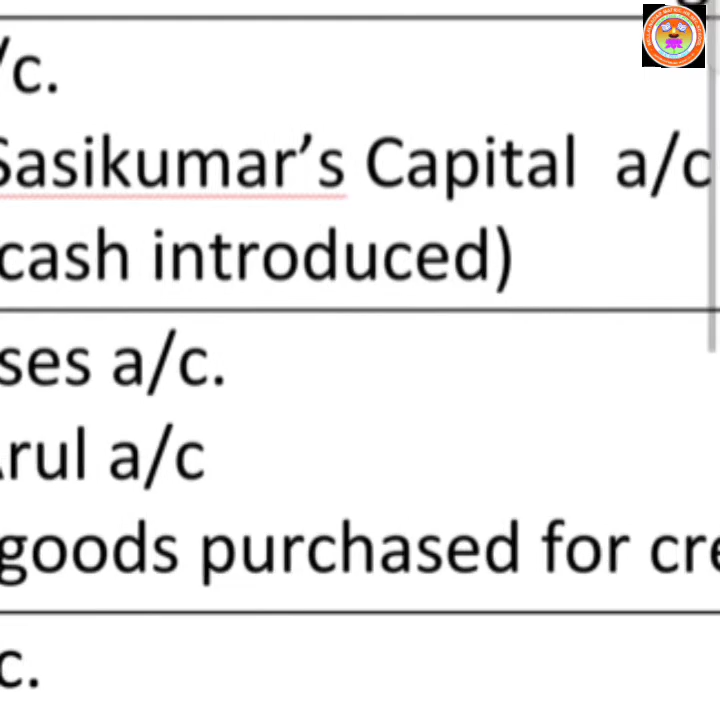 /c.
Sasikumar’s Capital a/c
cash introduced)
ses a/c.
rul a/c
goods purchased for cre
c.